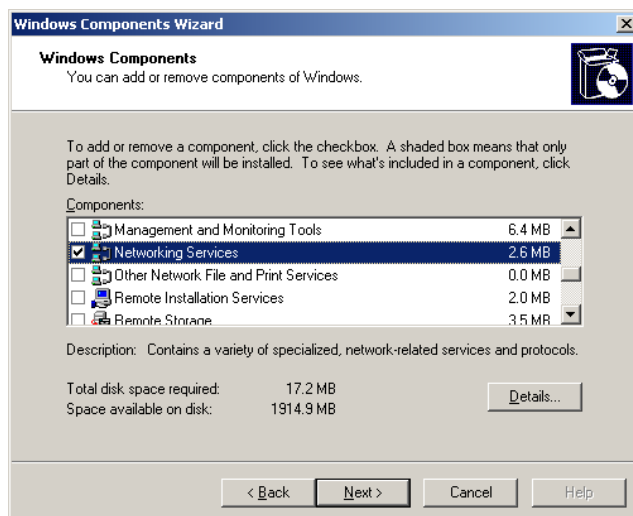 Windows Components Wizard
Windows Components
You can add or remove components of Windows.
To add or remove a component, click the checkbox. A shaded box means that only
part of the component will be installed. To see what's included in a component, click
Details.
Components:
Management and Monitoring Tools 6.4 MB
Networking Services 2.6 MB
Other Network File and Print Services 0.0 MB
Remote Installation Services 2.0 MB
Remote Storage 3.5 MB
Description: Contains a variety of specialized, network-related services and protocols.
Total disk space required: 17.2 MB
Space available on disk: 1914.9 MB
Details...
< Back Next > Cancel Help